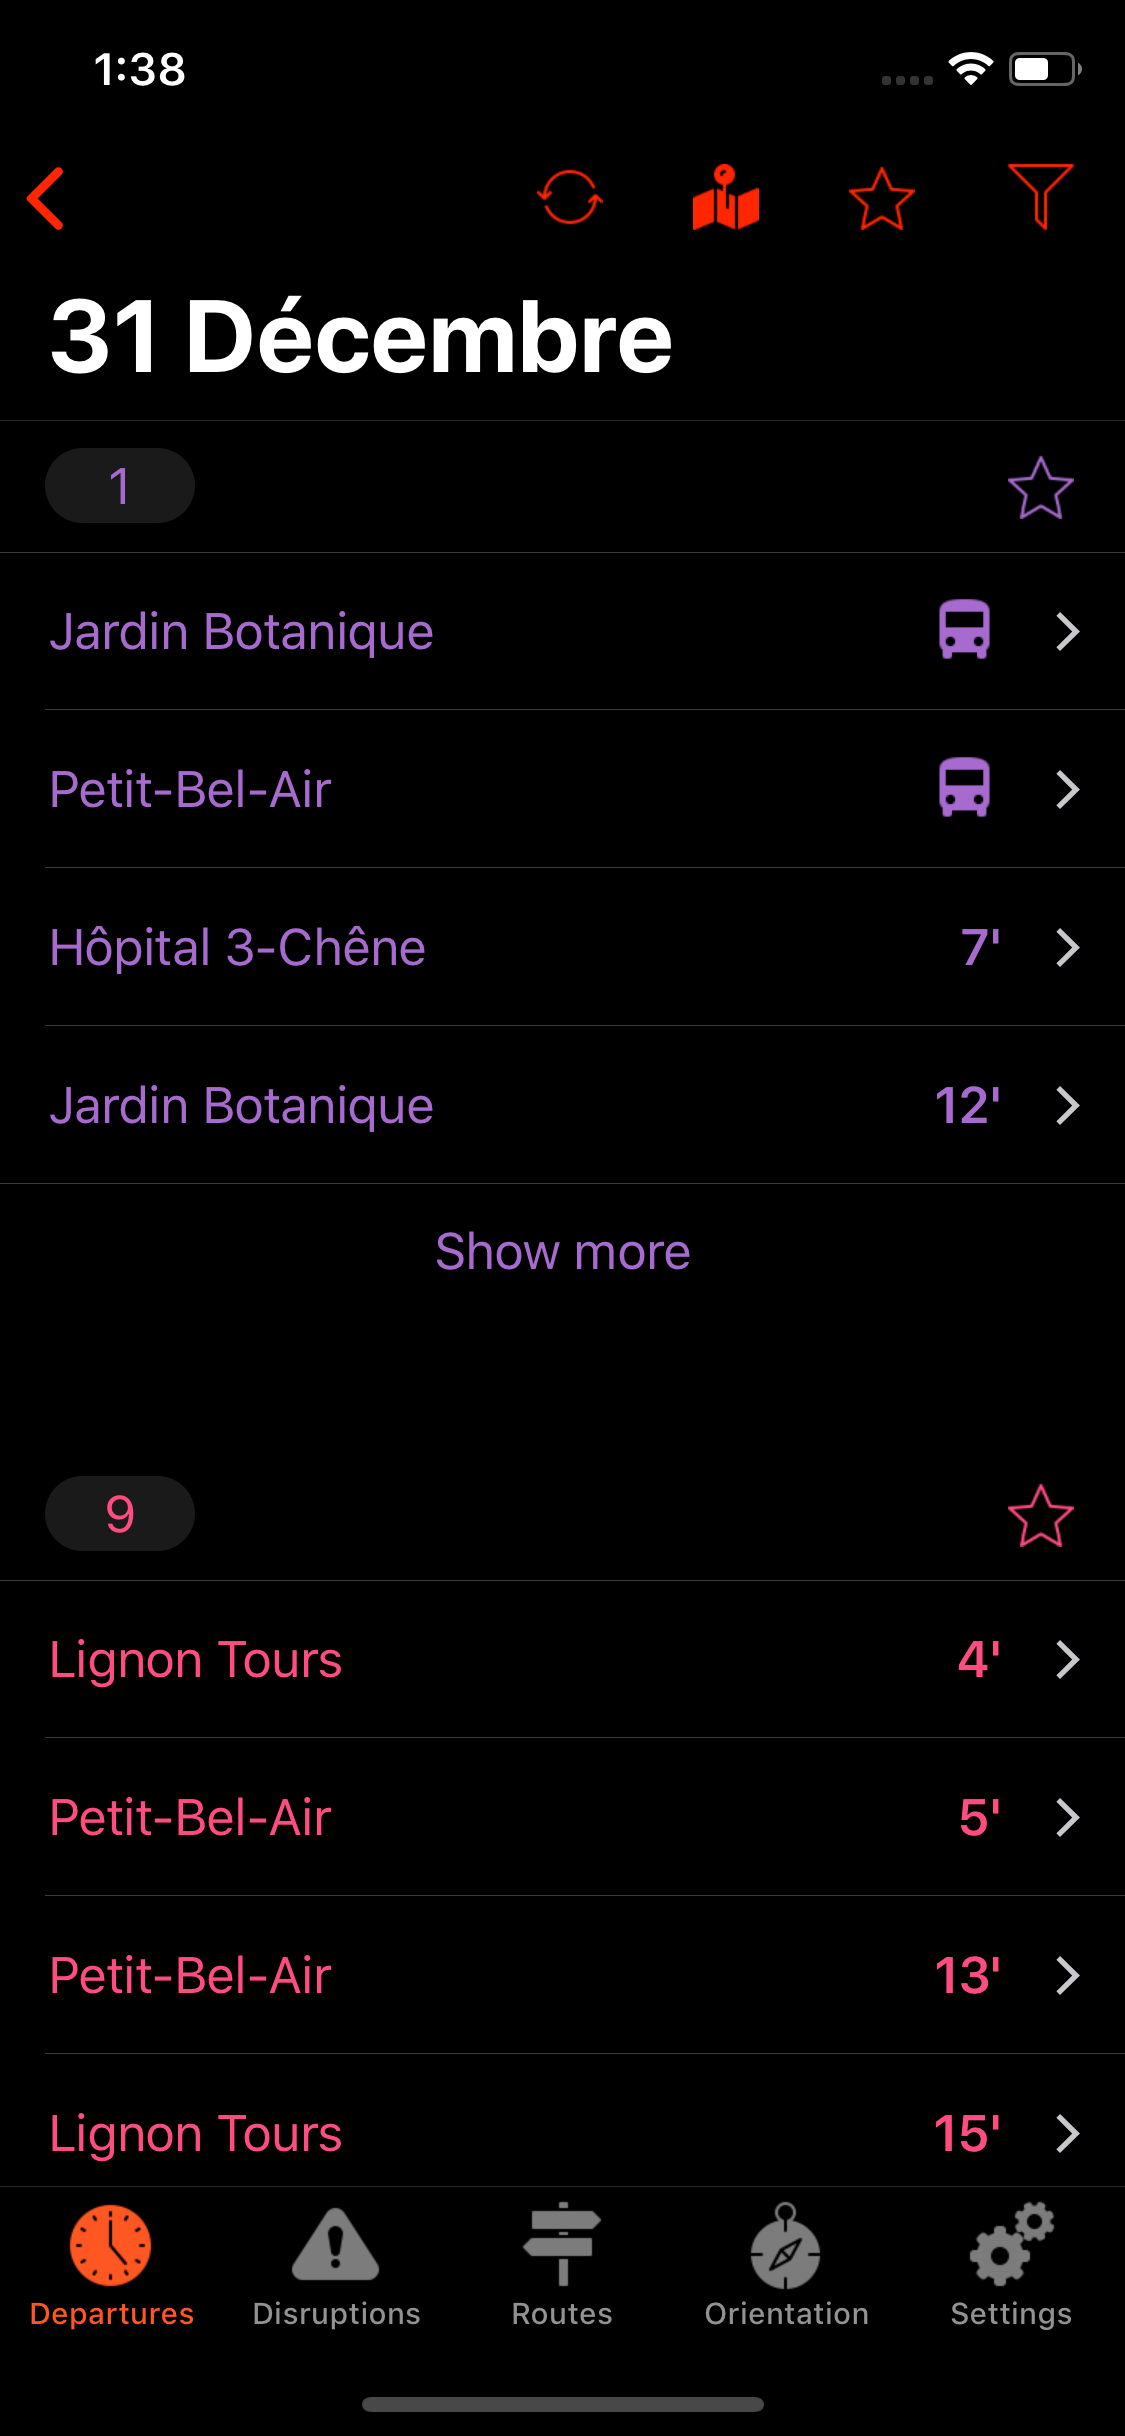 1:38
31 Décembre
1
Jardin Botanique
Petit-Bel-Air
Hôpital 3-Chêne 7'
Jardin Botanique 12'
Show more
9
Lignon Tours 4'
Petit-Bel-Air 5'
Petit-Bel-Air 13'
Lignon Tours 15'
Departures Disruptions Routes Orientation Settings